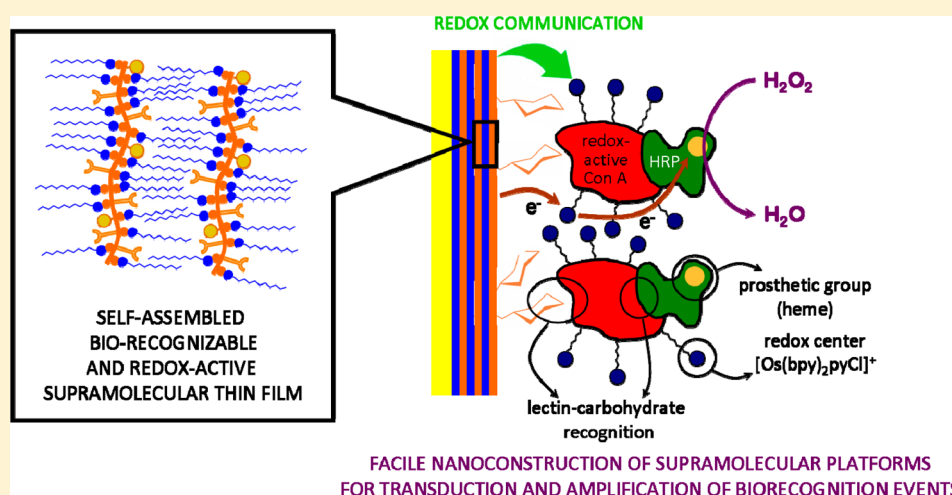 REDOX COMMUNICATION
H₂O₂
redox-
active
Con A
HRP
e⁻
e⁻
H₂O
prosthetic group
(heme)
redox center
[Os(bpy)₂pyCl]⁺
lectin-carbohydrate
recognition
SELF-ASSEMBLED
BIO-RECOGNIZABLE
AND REDOX-ACTIVE
SUPRAMOLECULAR THIN FILM
FACILE NANOCONSTRUCTION OF SUPRAMOLECULAR PLATFORMS
FOR TRANSDUCTION AND AMPLIFICATION OF BIORECOGNITION EVENTS